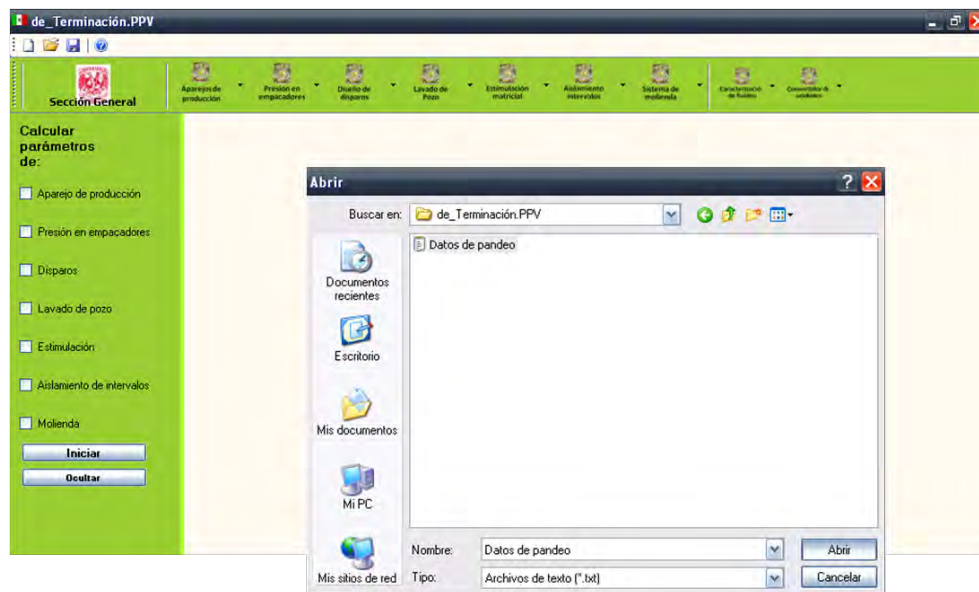 de_Terminación.PPV
Sección General
Aparejos de
producción
Presión en
empacadores
Diseño de
disparos
Lavado de
Pozo
Estimulación
matricial
Aislamiento
intervalos
Sistema de
molienda
de fluidos
unidades
Calcular
parámetros
de:
Aparejo de producción
Presión en empacadores
Disparos
Lavado de pozo
Estimulación
Aislamiento de intervalos
Molienda
Iniciar
Ocultar
Abrir
Buscar en: de_Terminación.PPV
Datos de pandeo
Documentos
recientes
Escritorio
Mis documentos
Mi PC
Mis sitios de red
Nombre: Datos de pandeo Abrir
Tipo: Archivos de texto (*.txt) Cancelar